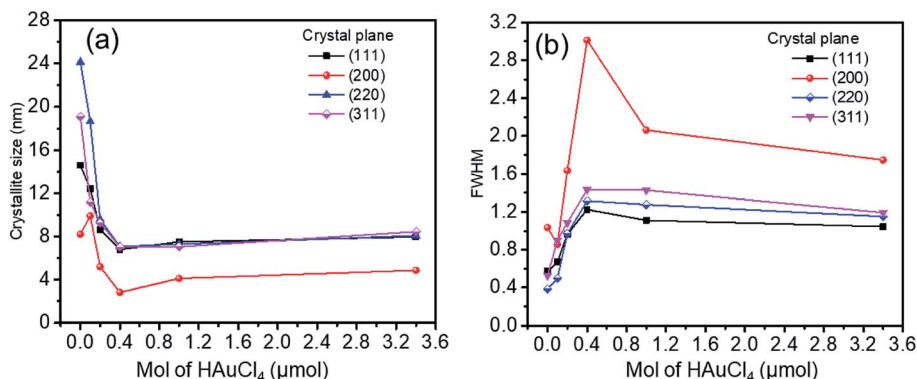 (a)
Crystal plane
(111)
(200)
(220)
(311)
28
24
20
16
12
8
4
0
Crystallite size (nm)
0.0 0.4 0.8 1.2 1.6 2.0 2.4 2.8 3.2 3.6
Mol of HAuCl₄ (µmol)
(b)
Crystal plane
(111)
(200)
(220)
(311)
3.2
2.8
2.4
2.0
1.6
1.2
0.8
0.4
0.0
FWHM
0.0 0.4 0.8 1.2 1.6 2.0 2.4 2.8 3.2 3.6
Mol of HAuCl₄ (µmol)